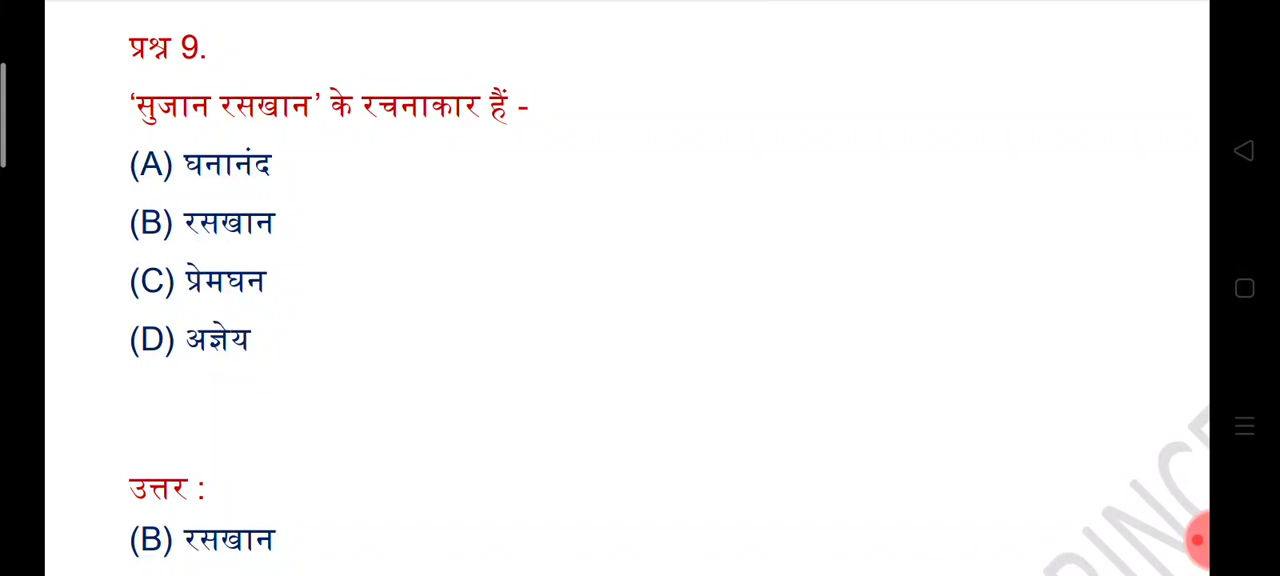 प्रश्न 9.
‘सुजान रसखान’ के रचनाकार हैं -
(A) घनानंद
(B) रसखान
(C) प्रेमघन
(D) अज्ञेय
उत्तर :
(B) रसखान